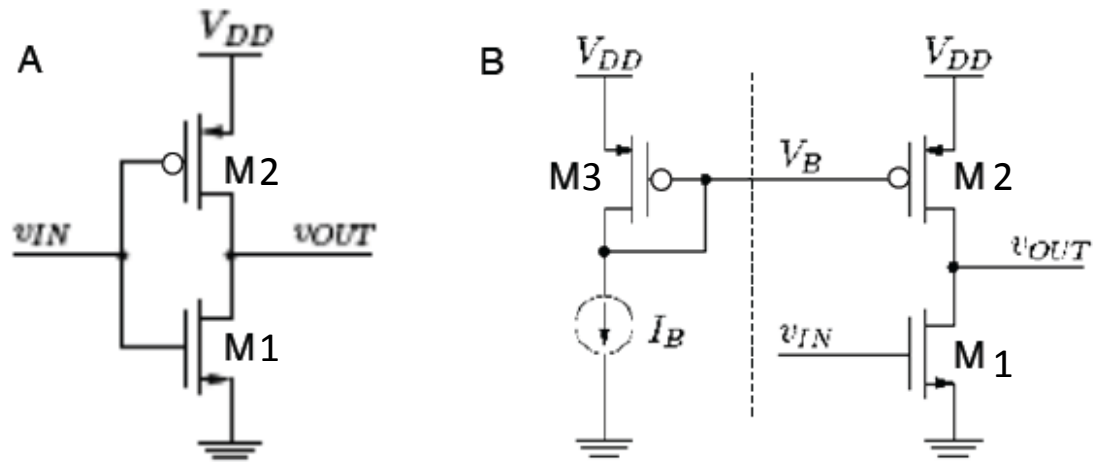 A
V_DD
M2
v_IN
v_OUT
M1
B
V_DD
V_DD
M3
V_B
M2
v_OUT
I_B
v_IN
M1